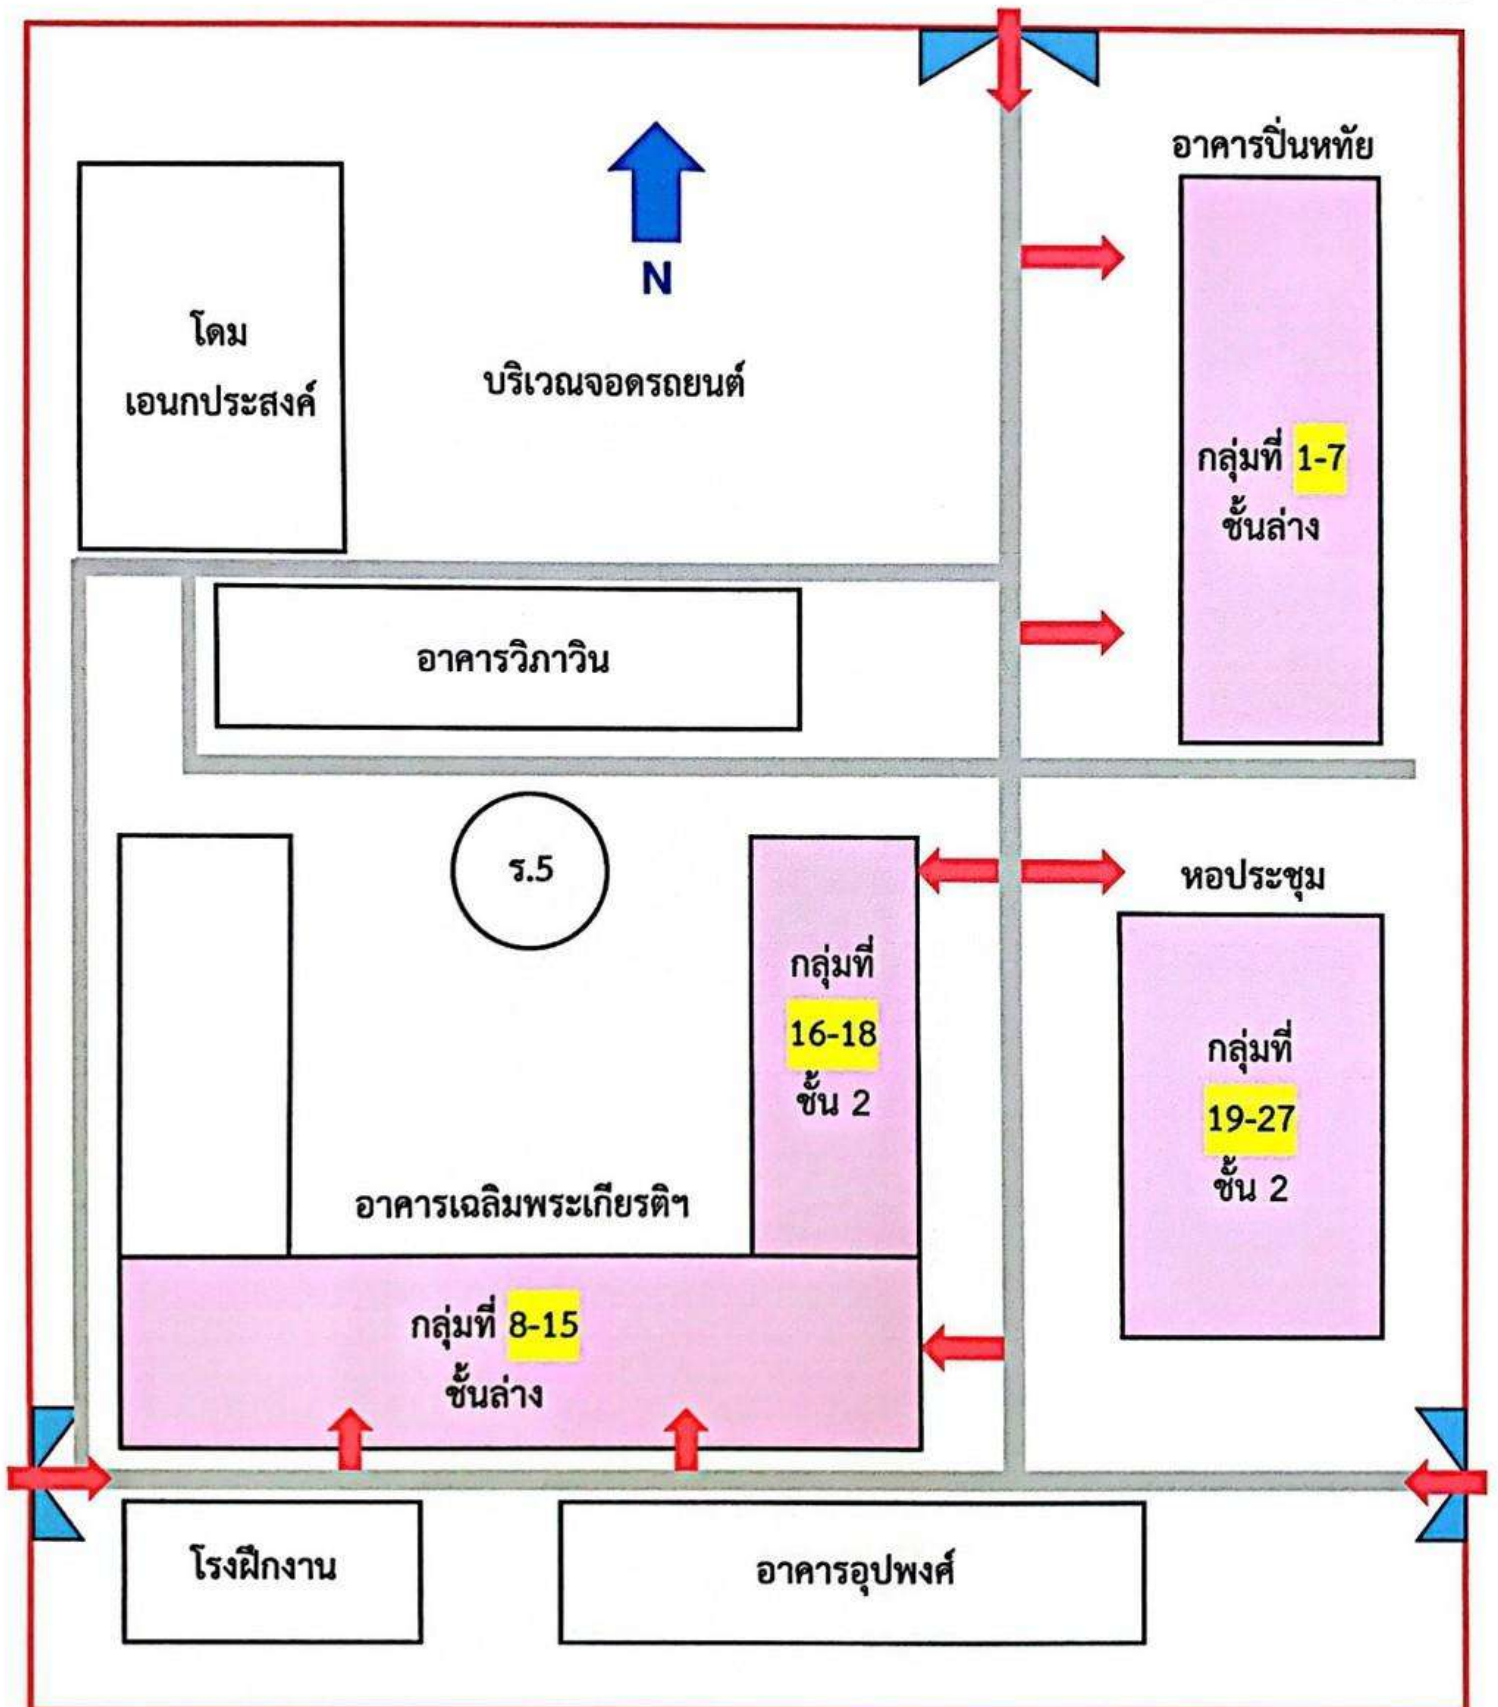 อาคารปิ่นหทัย
N
โดม
เอนกประสงค์
บริเวณจอดรถยนต์
กลุ่มที่ 1-7
ชั้นล่าง
อาคารวิภาวิน
ร.5
หอประชุม
กลุ่มที่
16-18
ชั้น 2
กลุ่มที่
19-27
ชั้น 2
อาคารเฉลิมพระเกียรติฯ
กลุ่มที่ 8-15
ชั้นล่าง
โรงฝึกงาน
อาคารอุปพงศ์